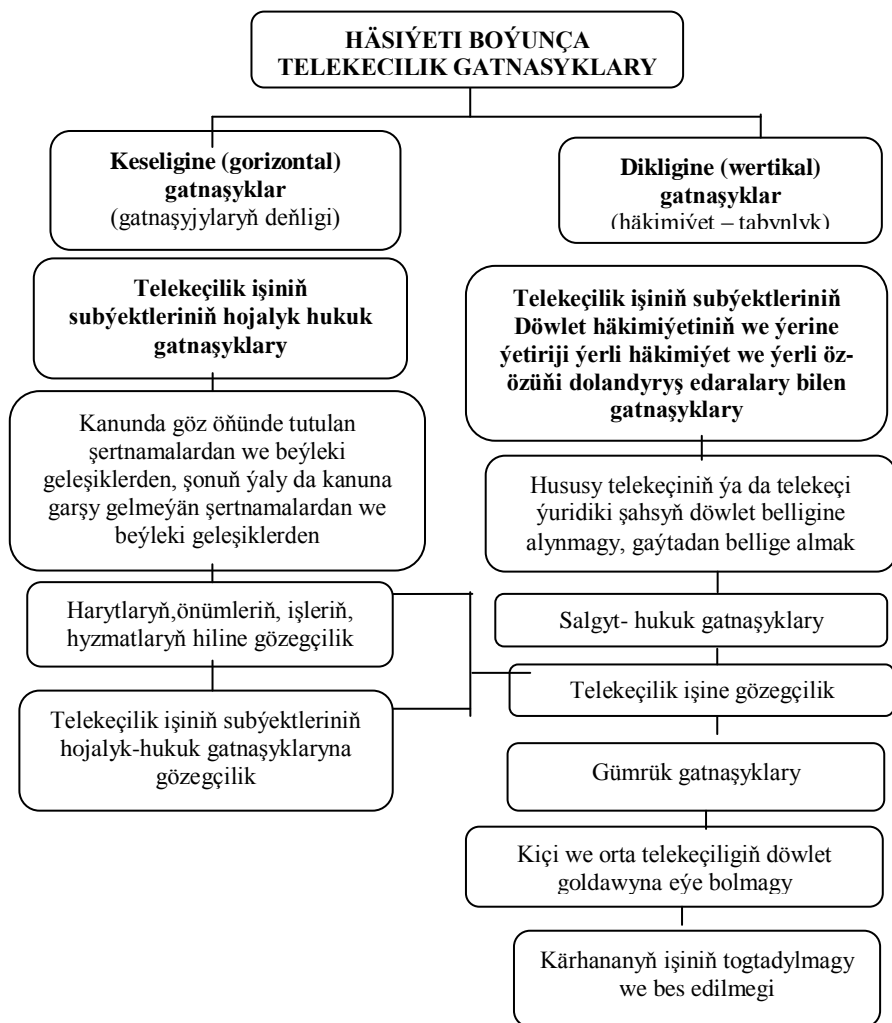 HÄSIÝETI BOÝUNÇA
TELEKECILIK GATNASYKLARY
Keseligine (gorizontal)
gatnaşyklar
(gatnaşyjylaryň deňligi)
Telekeçilik işiniň
subýektleriniň hojalyk hukuk
gatnaşyklary
Kanunda göz öňünde tutulan
şertnamalardan we beýleki
geleşiklerden, şonuň ýaly da kanuna
garşy gelmeýän şertnamalardan we
beýleki geleşiklerden
Harytlaryň,önümleriň, işleriň,
hyzmatlaryň hiline gözegçilik
Telekeçilik işiniň subýektleriniň
hojalyk-hukuk gatnaşyklaryna
gözegçilik
Dikligine (wertikal)
gatnaşyklar
(häkimiýet – tabynlyk)
Telekeçilik işiniň subýektleriniň
Döwlet häkimiýetiniň we ýerine
ýetiriji ýerli häkimiýet we ýerli öz-
özüňi dolandyryş edaralary bilen
gatnaşyklary
Hususy telekeçiniň ýa da telekeçi
ýuridiki şahsyň döwlet belligine
alynmagy, gaýtadan bellige almak
Salgyt- hukuk gatnaşyklary
Telekeçilik işine gözegçilik
Gümrük gatnaşyklary
Kiçi we orta telekeçiligiň döwlet
goldawyna eýe bolmagy
Kärhananyň işiniň togtadylmagy
we bes edilmegi